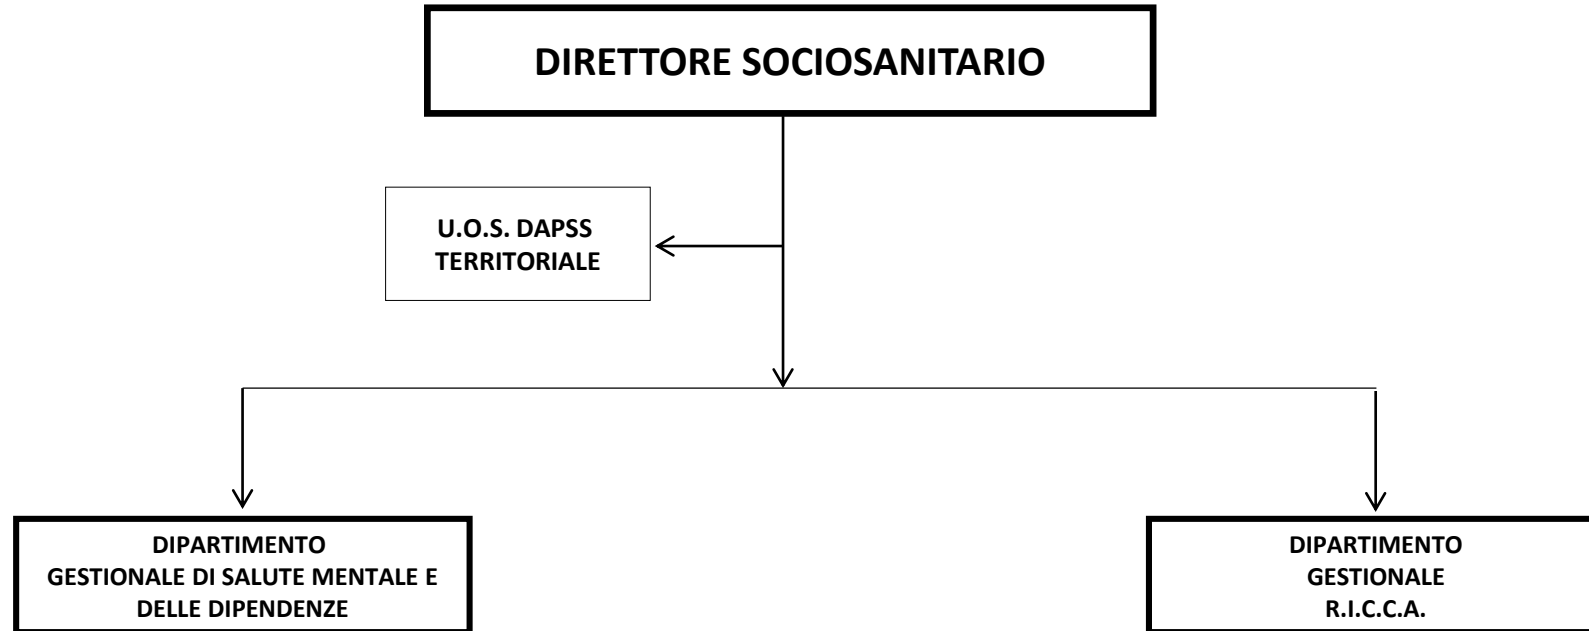 DIRETTORE SOCIOSANITARIO
U.O.S. DAPSS
TERRITORIALE
DIPARTIMENTO
GESTIONALE DI SALUTE MENTALE E
DELLE DIPENDENZE
DIPARTIMENTO
GESTIONALE
R.I.C.C.A.